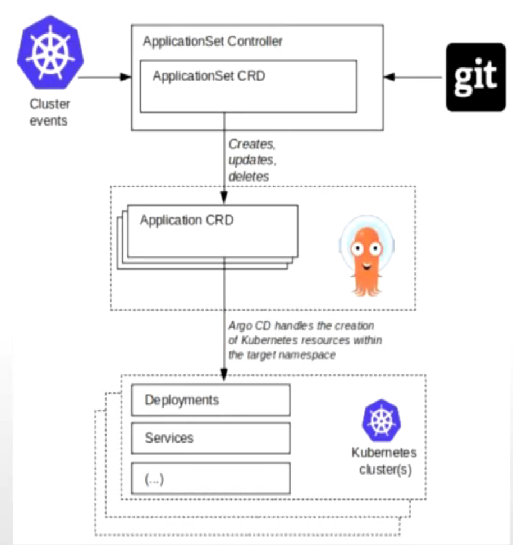 ApplicationSet Controller
ApplicationSet CRD
git
Cluster
events
Creates,
updates,
deletes
Application CRD
Argo CD handles the creation
of Kubernetes resources within
the target namespace
Deployments
Services
(...)
Kubernetes
cluster(s)